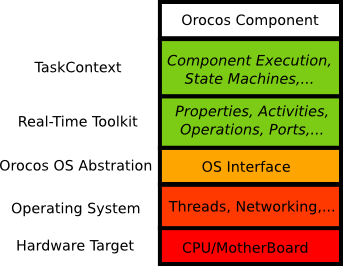 Orocos Component
TaskContext
Component Execution,
State Machines,...
Real-Time Toolkit
Properties, Activities,
Operations, Ports,...
Orocos OS Abstration
OS Interface
Operating System
Threads, Networking,...
Hardware Target
CPU/MotherBoard